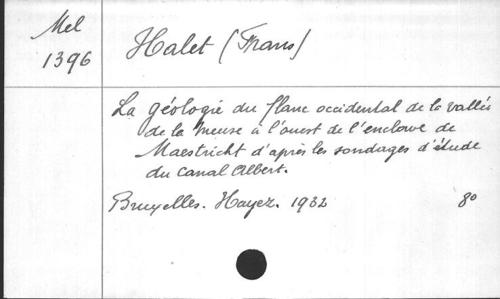 Mel
1396
Halet (Frans)
La géologie du flanc occidental de la vallée
de la Meuse à l'ouest de l'enclave de
Maestricht d'après les sondages d'étude
du canal Albert.
Bruxelles. Hayez. 1932 8o